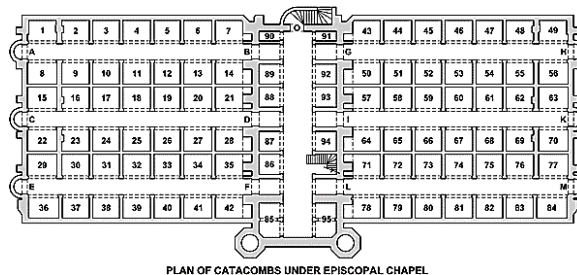 1 2 3 4 5 6 7 90 O 91 43 44 45 46 47 48 49
A B G H
8 9 10 11 12 13 14 89 92 50 51 52 53 54 55 56
15 16 17 18 19 20 21 88 93 57 58 59 60 61 62 63
C D I K
22 23 24 25 26 27 28 87 94 64 65 66 67 68 69 70
29 30 31 32 33 34 35 86 71 72 73 74 75 76 77
E F L M
36 37 38 39 40 41 42 85 95 78 79 80 81 82 83 84
PLAN OF CATACOMBS UNDER EPISCOPAL CHAPEL